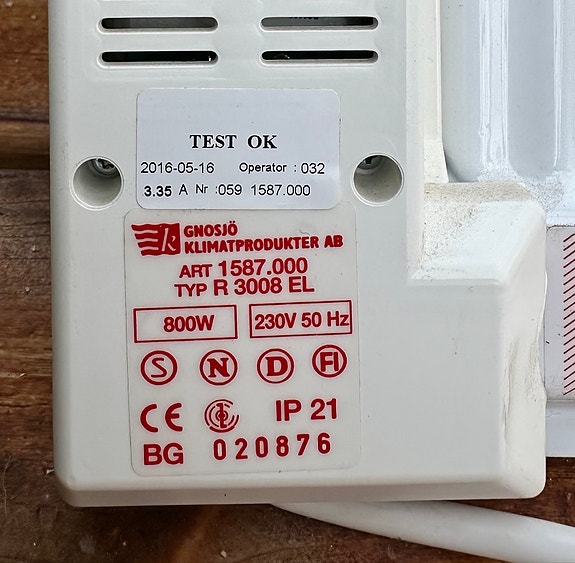 TEST OK
2016-05-16 Operator : 032
3.35 A Nr :059 1587.000
k GNOSJÖ
KLIMATPRODUKTER AB
ART 1587.000
TYP R 3008 EL
800W 230V 50 Hz
S N D FI
CE IP 21
BG 020876